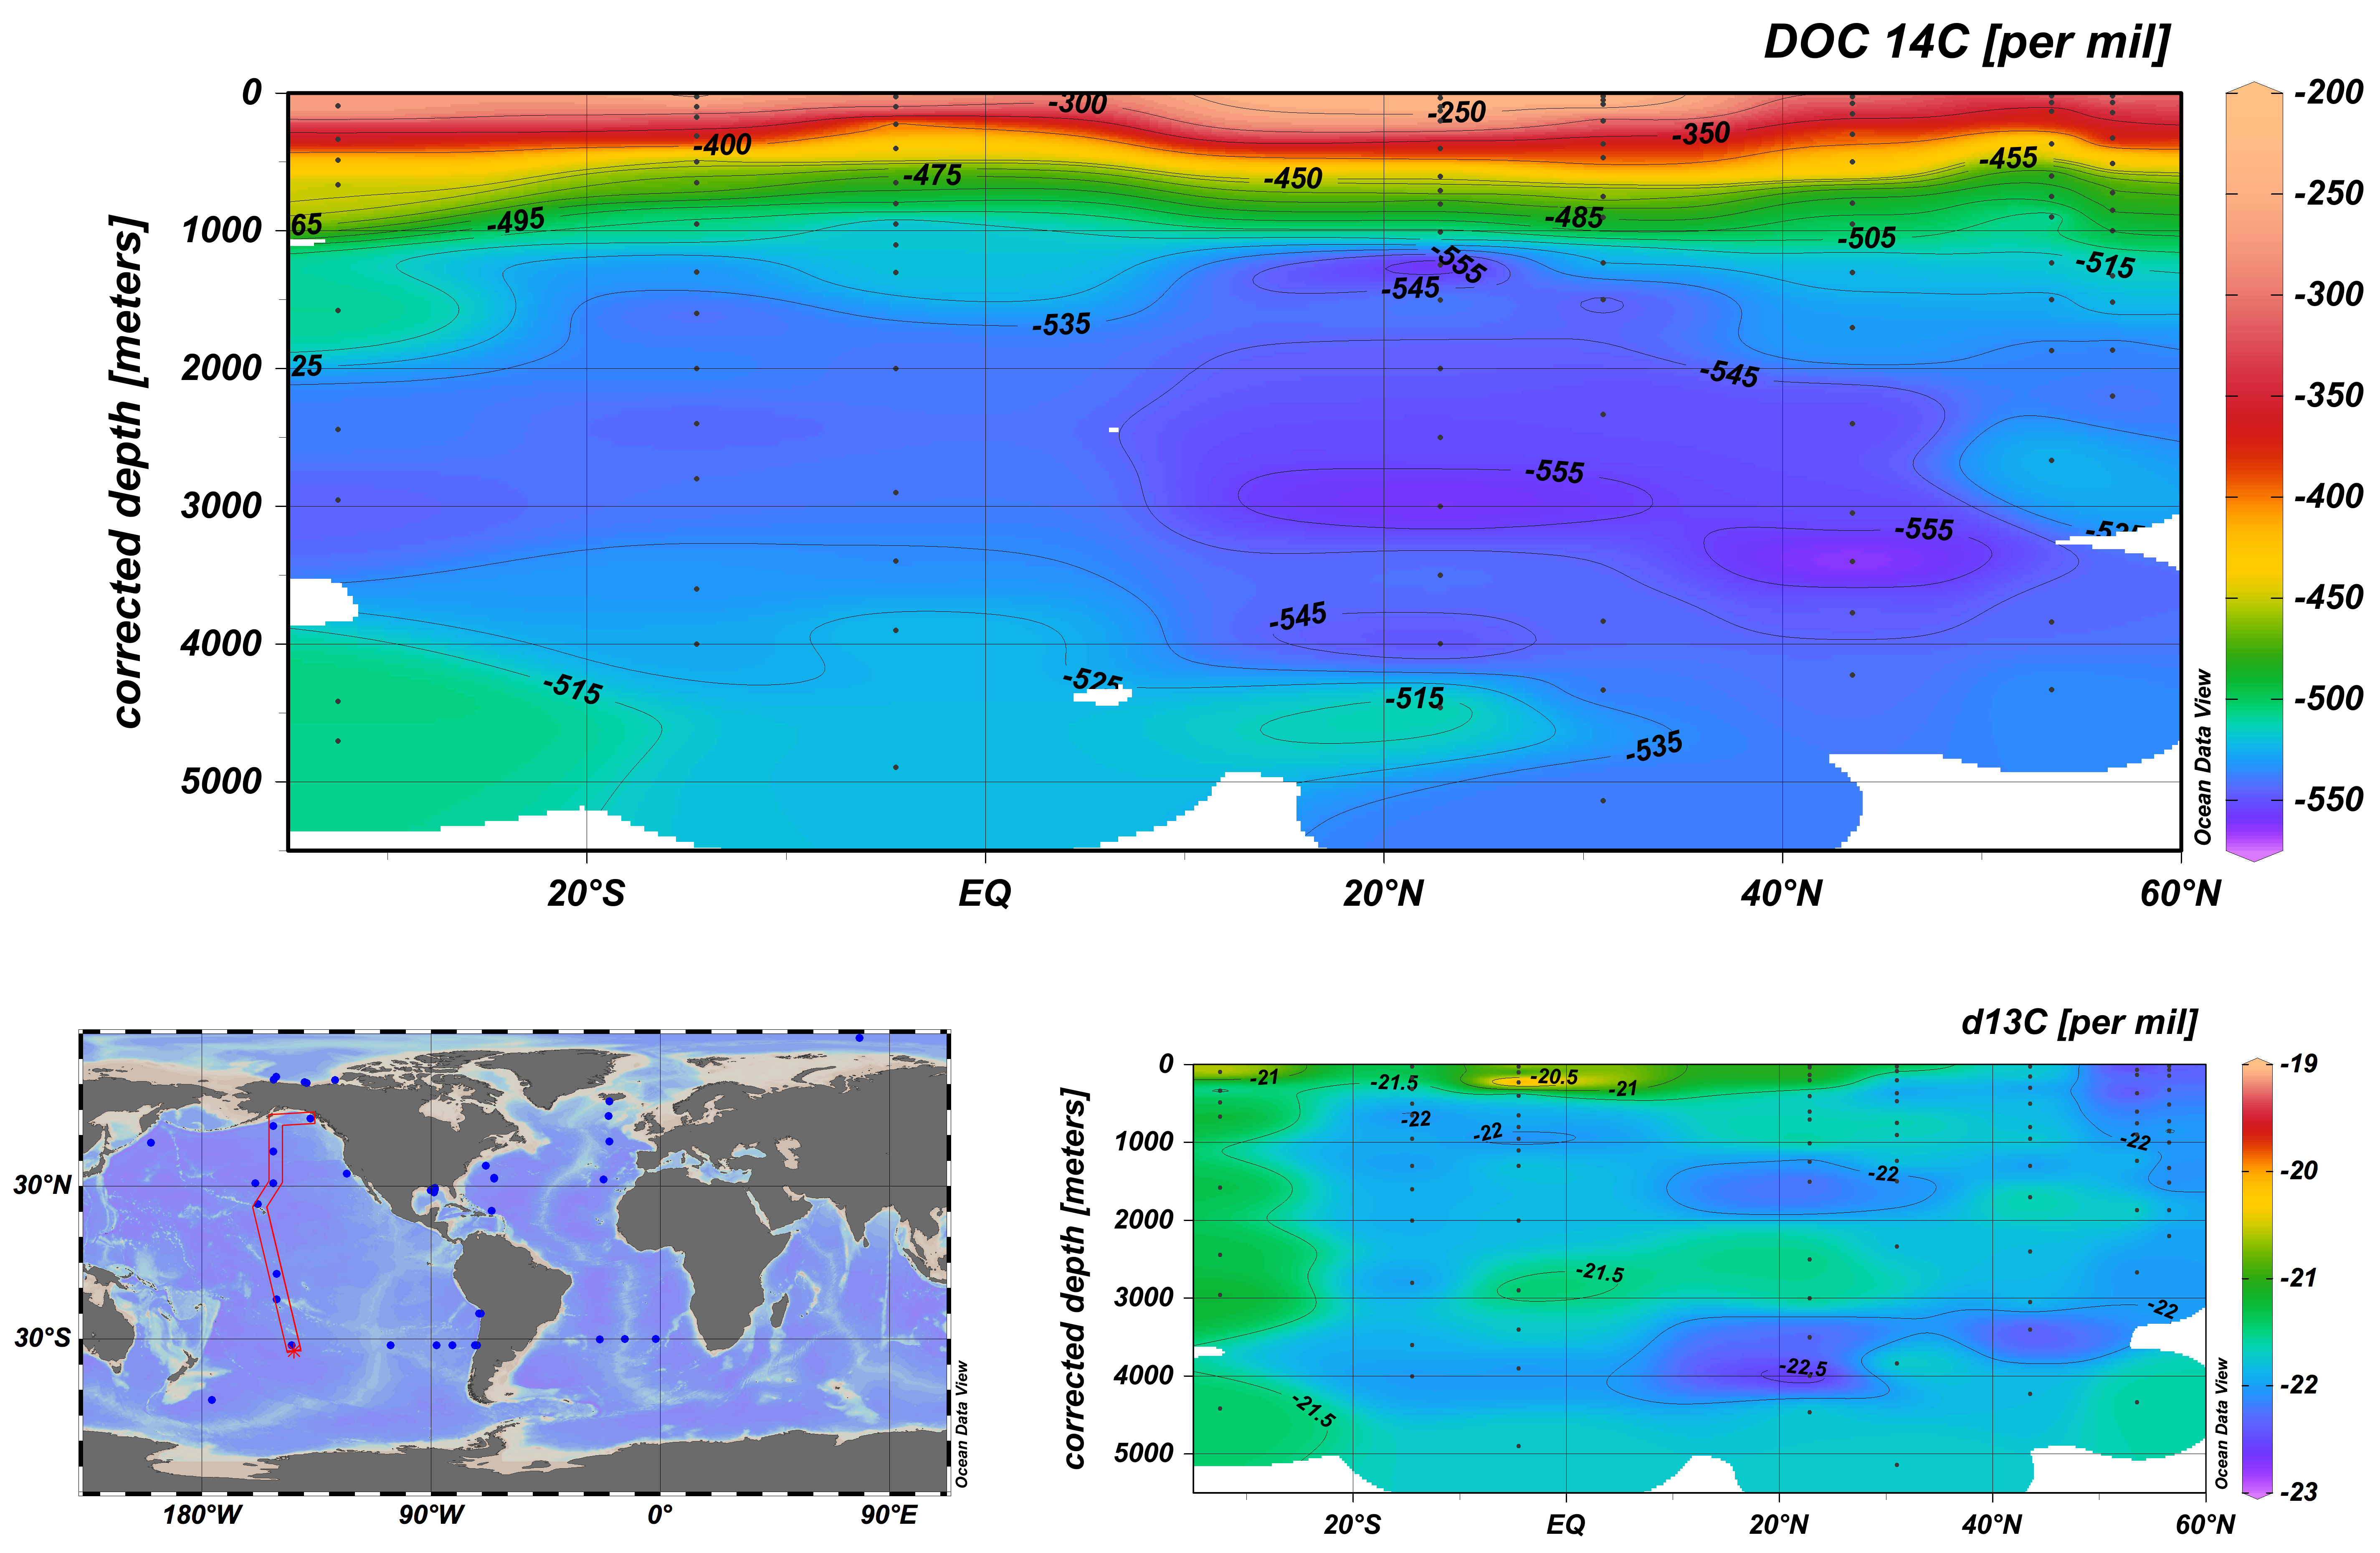 DOC 14C [per mil]
0
1000
2000
3000
4000
5000
corrected depth [meters]
-300
-250
-400
-350
-475
-450
-455
65
-495
-485
-505
-555
-515
-545
-535
25
-545
-555
-555
-545
-515
-525
-515
-535
20°S
EQ
20°N
40°N
60°N
Ocean Data View
-200
-250
-300
-350
-400
-450
-500
-550
30°N
30°S
180°W
90°W
0°
90°E
Ocean Data View
d13C [per mil]
0
1000
2000
3000
4000
5000
corrected depth [meters]
-21
-21.5
-20.5
-21
-22
-22
-22
-22
-21.5
-22
-22.5
-21.5
20°S
EQ
20°N
40°N
60°N
Ocean Data View
-19
-20
-21
-22
-23